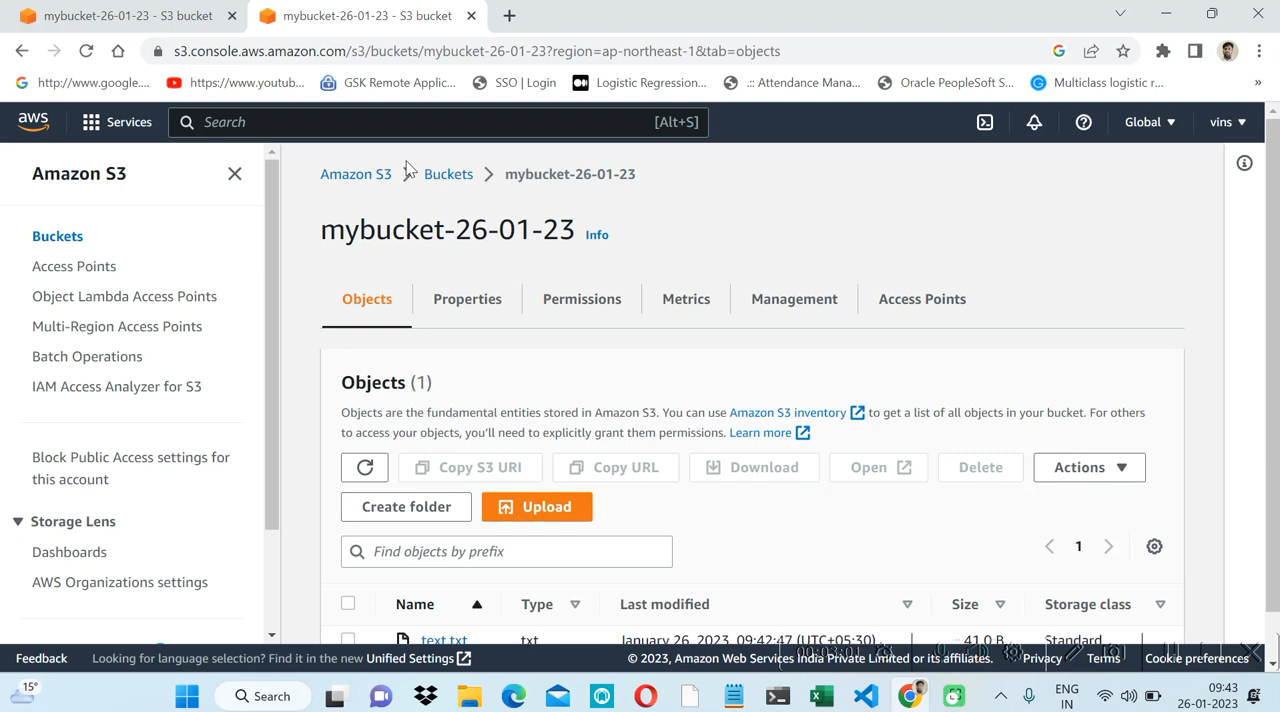 mybucket-26-01-23 - S3 bucket
mybucket-26-01-23 - S3 bucket
s3.console.aws.amazon.com/s3/buckets/mybucket-26-01-23?region=ap-northeast-1&tab=objects
http://www.google....
https://www.youtub...
GSK Remote Applic...
SSO | Login
Logistic Regression...
.:: Attendance Mana...
Oracle PeopleSoft S...
Multiclass logistic r...
»
aws
Services
Search
[Alt+S]
Global
vins
Amazon S3
Buckets
Access Points
Object Lambda Access Points
Multi-Region Access Points
Batch Operations
IAM Access Analyzer for S3
Block Public Access settings for
this account
Storage Lens
Dashboards
AWS Organizations settings
Amazon S3
Buckets
mybucket-26-01-23
mybucket-26-01-23 Info
Objects
Properties
Permissions
Metrics
Management
Access Points
Objects (1)
Objects are the fundamental entities stored in Amazon S3. You can use Amazon S3 inventory to get a list of all objects in your bucket. For others
to access your objects, you'll need to explicitly grant them permissions. Learn more
Copy S3 URI
Copy URL
Download
Open
Delete
Actions
Create folder
Upload
Find objects by prefix
1
Name
Type
Last modified
Size
Storage class
text.txt
txt
January 26, 2023, 09:42:47 (UTC+05:30)
41.0 B
Standard
Feedback
Looking for language selection? Find it in the new Unified Settings
© 2023, Amazon Web Services India Private Limited or its affiliates.
00:03:01
Privacy
Terms
Cookie preferences
15°
Search
ENG
IN
09:43
26-01-2023